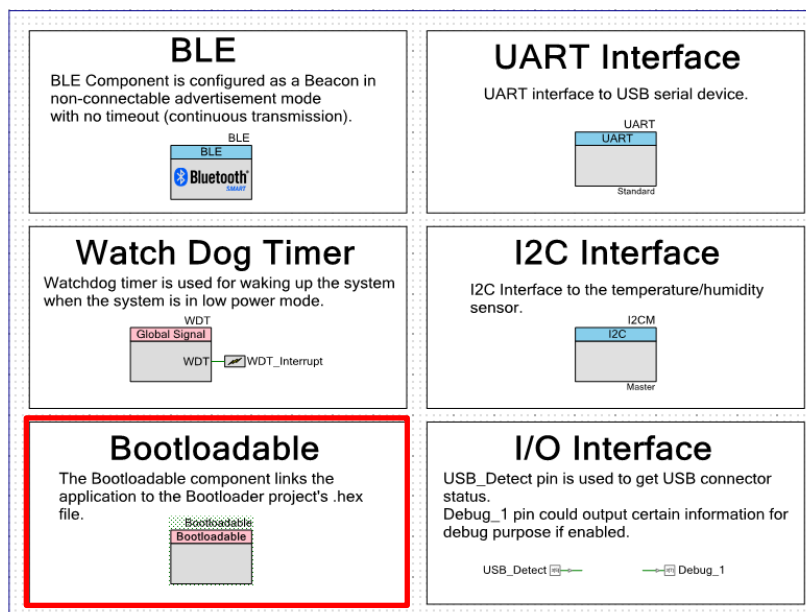 BLE
BLE Component is configured as a Beacon in
non-connectable advertisement mode
with no timeout (continuous transmission).
BLE
BLE
Bluetooth®
SMART
UART Interface
UART interface to USB serial device.
UART
UART
Standard
Watch Dog Timer
Watchdog timer is used for waking up the system
when the system is in low power mode.
WDT
Global Signal
WDT
WDT_Interrupt
I2C Interface
I2C Interface to the temperature/humidity
sensor.
I2CM
I2C
Master
Bootloadable
The Bootloadable component links the
application to the Bootloader project's .hex
file.
Bootloadable
Bootloadable
I/O Interface
USB_Detect pin is used to get USB connector
status.
Debug_1 pin could output certain information for
debug purpose if enabled.
USB_Detect
Debug_1